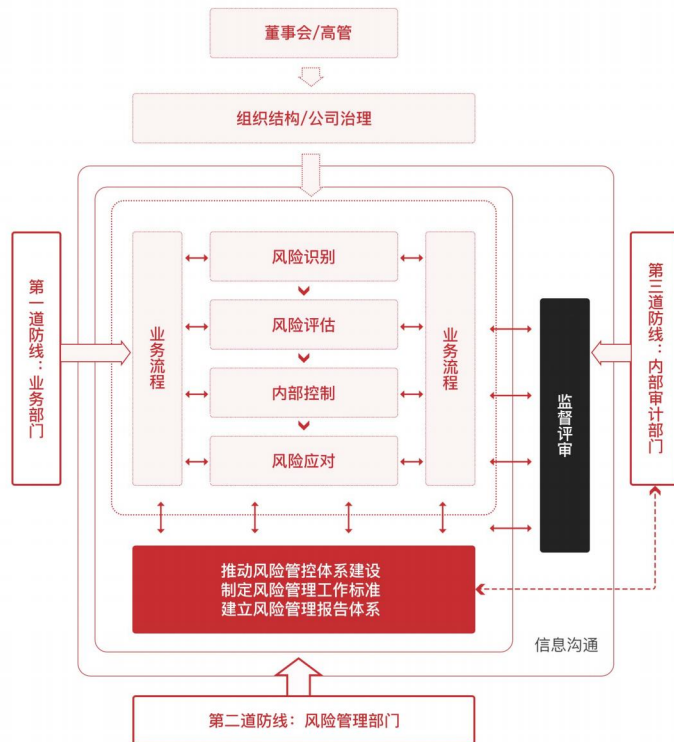 董事会/高管
组织结构/公司治理
第一道防线：业务部门
业务流程
风险识别
风险评估
内部控制
风险应对
业务流程
监督评审
第三道防线：内部审计部门
推动风险管控体系建设
制定风险管理工作标准
建立风险管理报告体系
信息沟通
第二道防线：风险管理部门